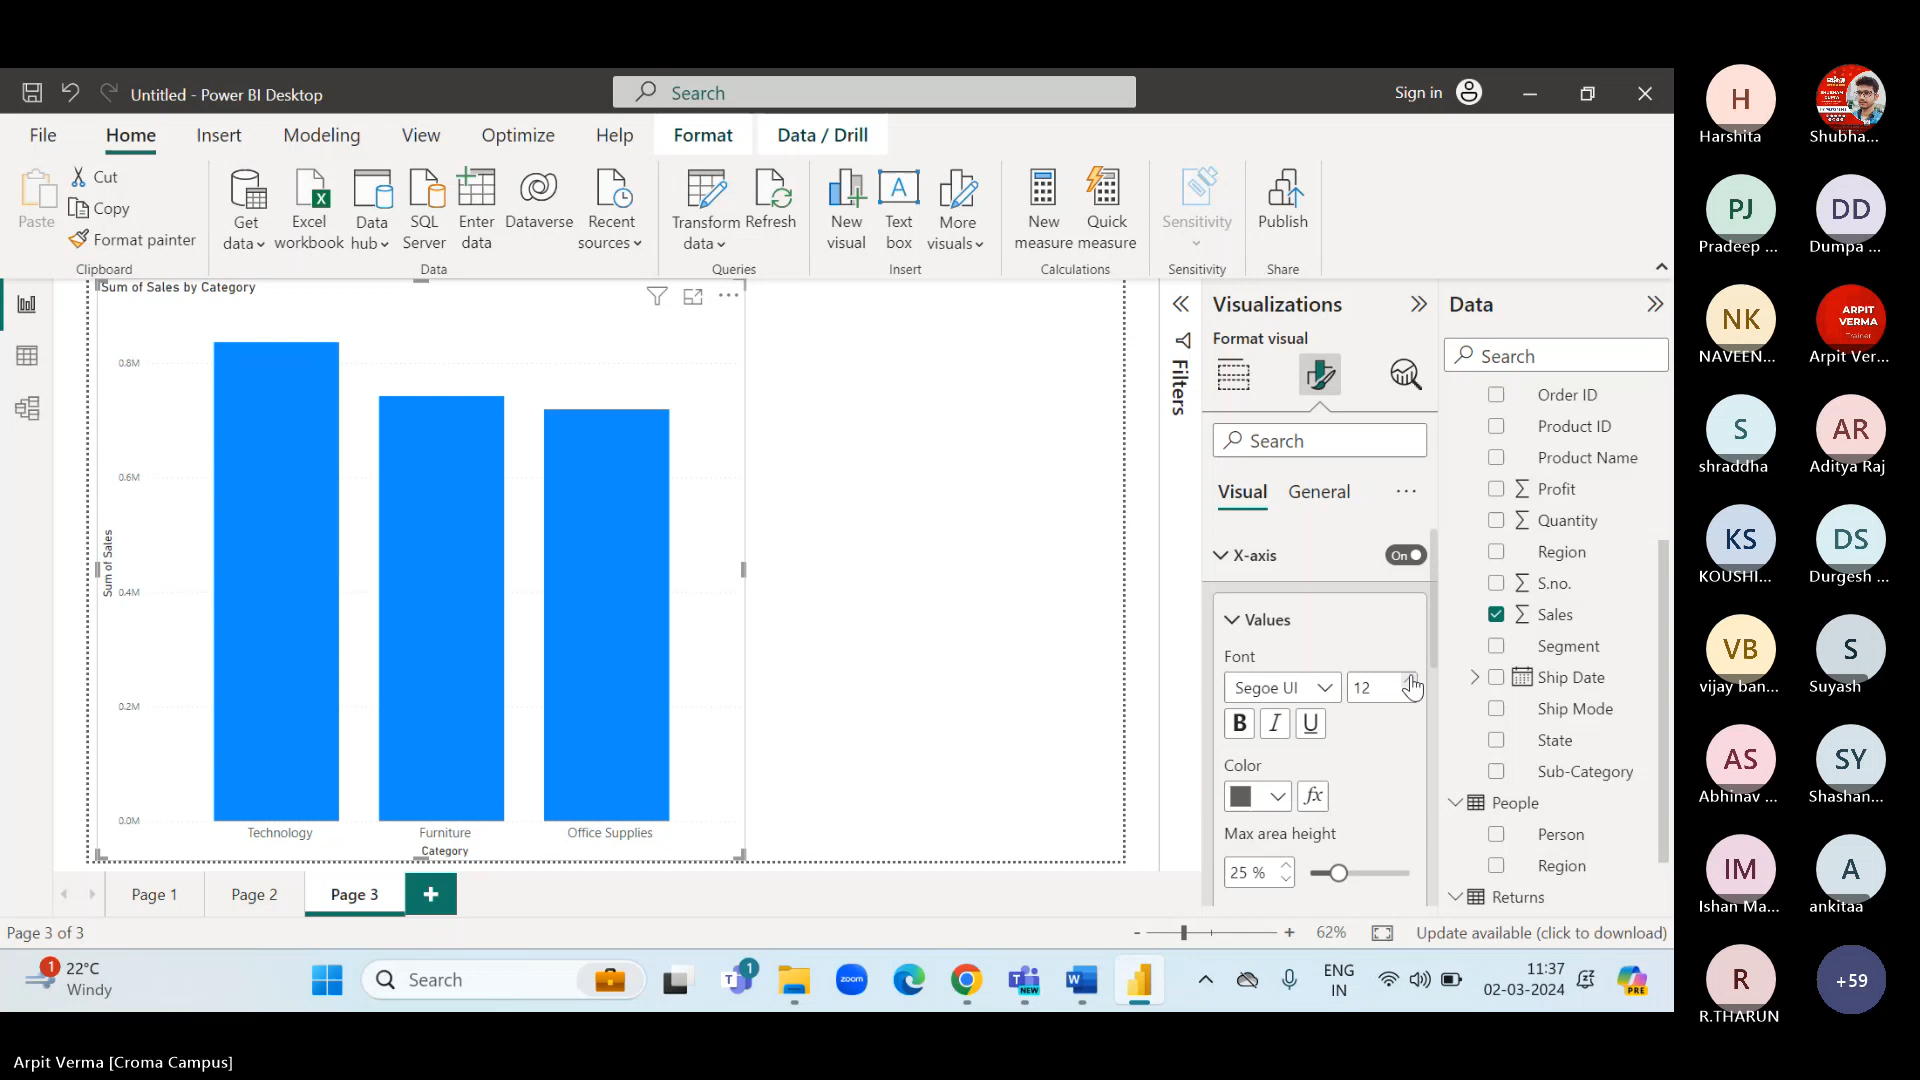 Untitled - Power BI Desktop
Search
Sign in
File
Home
Insert
Modeling
View
Optimize
Help
Format
Data / Drill
Paste
Cut
Copy
Format painter
Clipboard
Get data
Excel workbook
Data hub
SQL Server
Enter data
Dataverse
Recent sources
Data
Transform data
Refresh
Queries
New visual
Text box
More visuals
Insert
New measure
Quick measure
Calculations
Sensitivity
Sensitivity
Publish
Share
Sum of Sales by Category
0.8M
0.6M
0.4M
0.2M
0.0M
Sum of Sales
Technology
Furniture
Office Supplies
Category
Filters
Visualizations
Format visual
Search
Visual
General
X-axis
On
Values
Font
Segoe UI
12
B
I
U
Color
fx
Max area height
25 %
Data
Search
Order ID
Product ID
Product Name
Profit
Quantity
Region
S.no.
Sales
Segment
Ship Date
Ship Mode
State
Sub-Category
People
Person
Region
Returns
Page 1
Page 2
Page 3
Page 3 of 3
- + 62%
Update available (click to download)
1
22°C
Windy
Search
1
zoom
NEW
ENG
IN
11:37
02-03-2024
PRE
H
Harshita
Shubha...
PJ
Pradeep ...
DD
Dumpa ...
NK
NAVEEN...
ARPIT
VERMA
Trainer
Arpit Ver...
S
shraddha
AR
Aditya Raj
KS
KOUSHI...
DS
Durgesh ...
VB
vijay ban...
S
Suyash
AS
Abhinav ...
SY
Shashan...
IM
Ishan Ma...
A
ankitaa
R
R.THARUN
+59
Arpit Verma [Croma Campus]